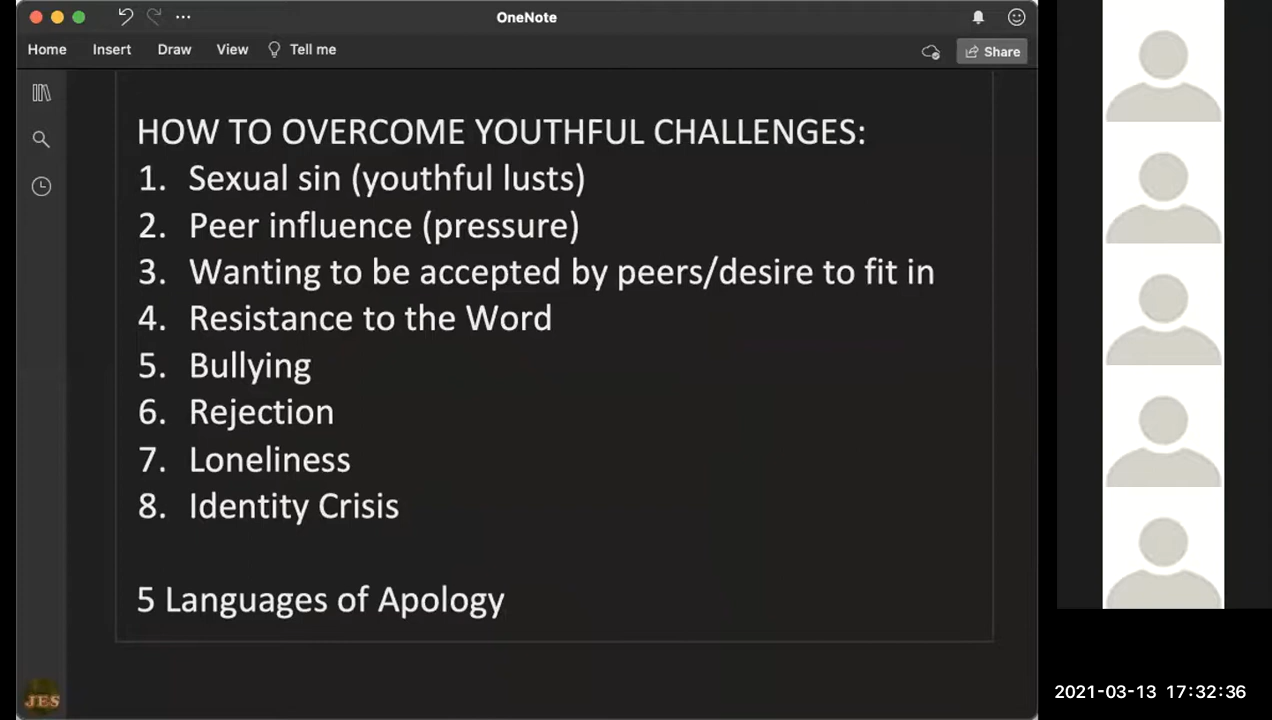 OneNote
Home Insert Draw View Tell me Share
HOW TO OVERCOME YOUTHFUL CHALLENGES:
1. Sexual sin (youthful lusts)
2. Peer influence (pressure)
3. Wanting to be accepted by peers/desire to fit in
4. Resistance to the Word
5. Bullying
6. Rejection
7. Loneliness
8. Identity Crisis
5 Languages of Apology
JES
2021-03-13 17:32:36